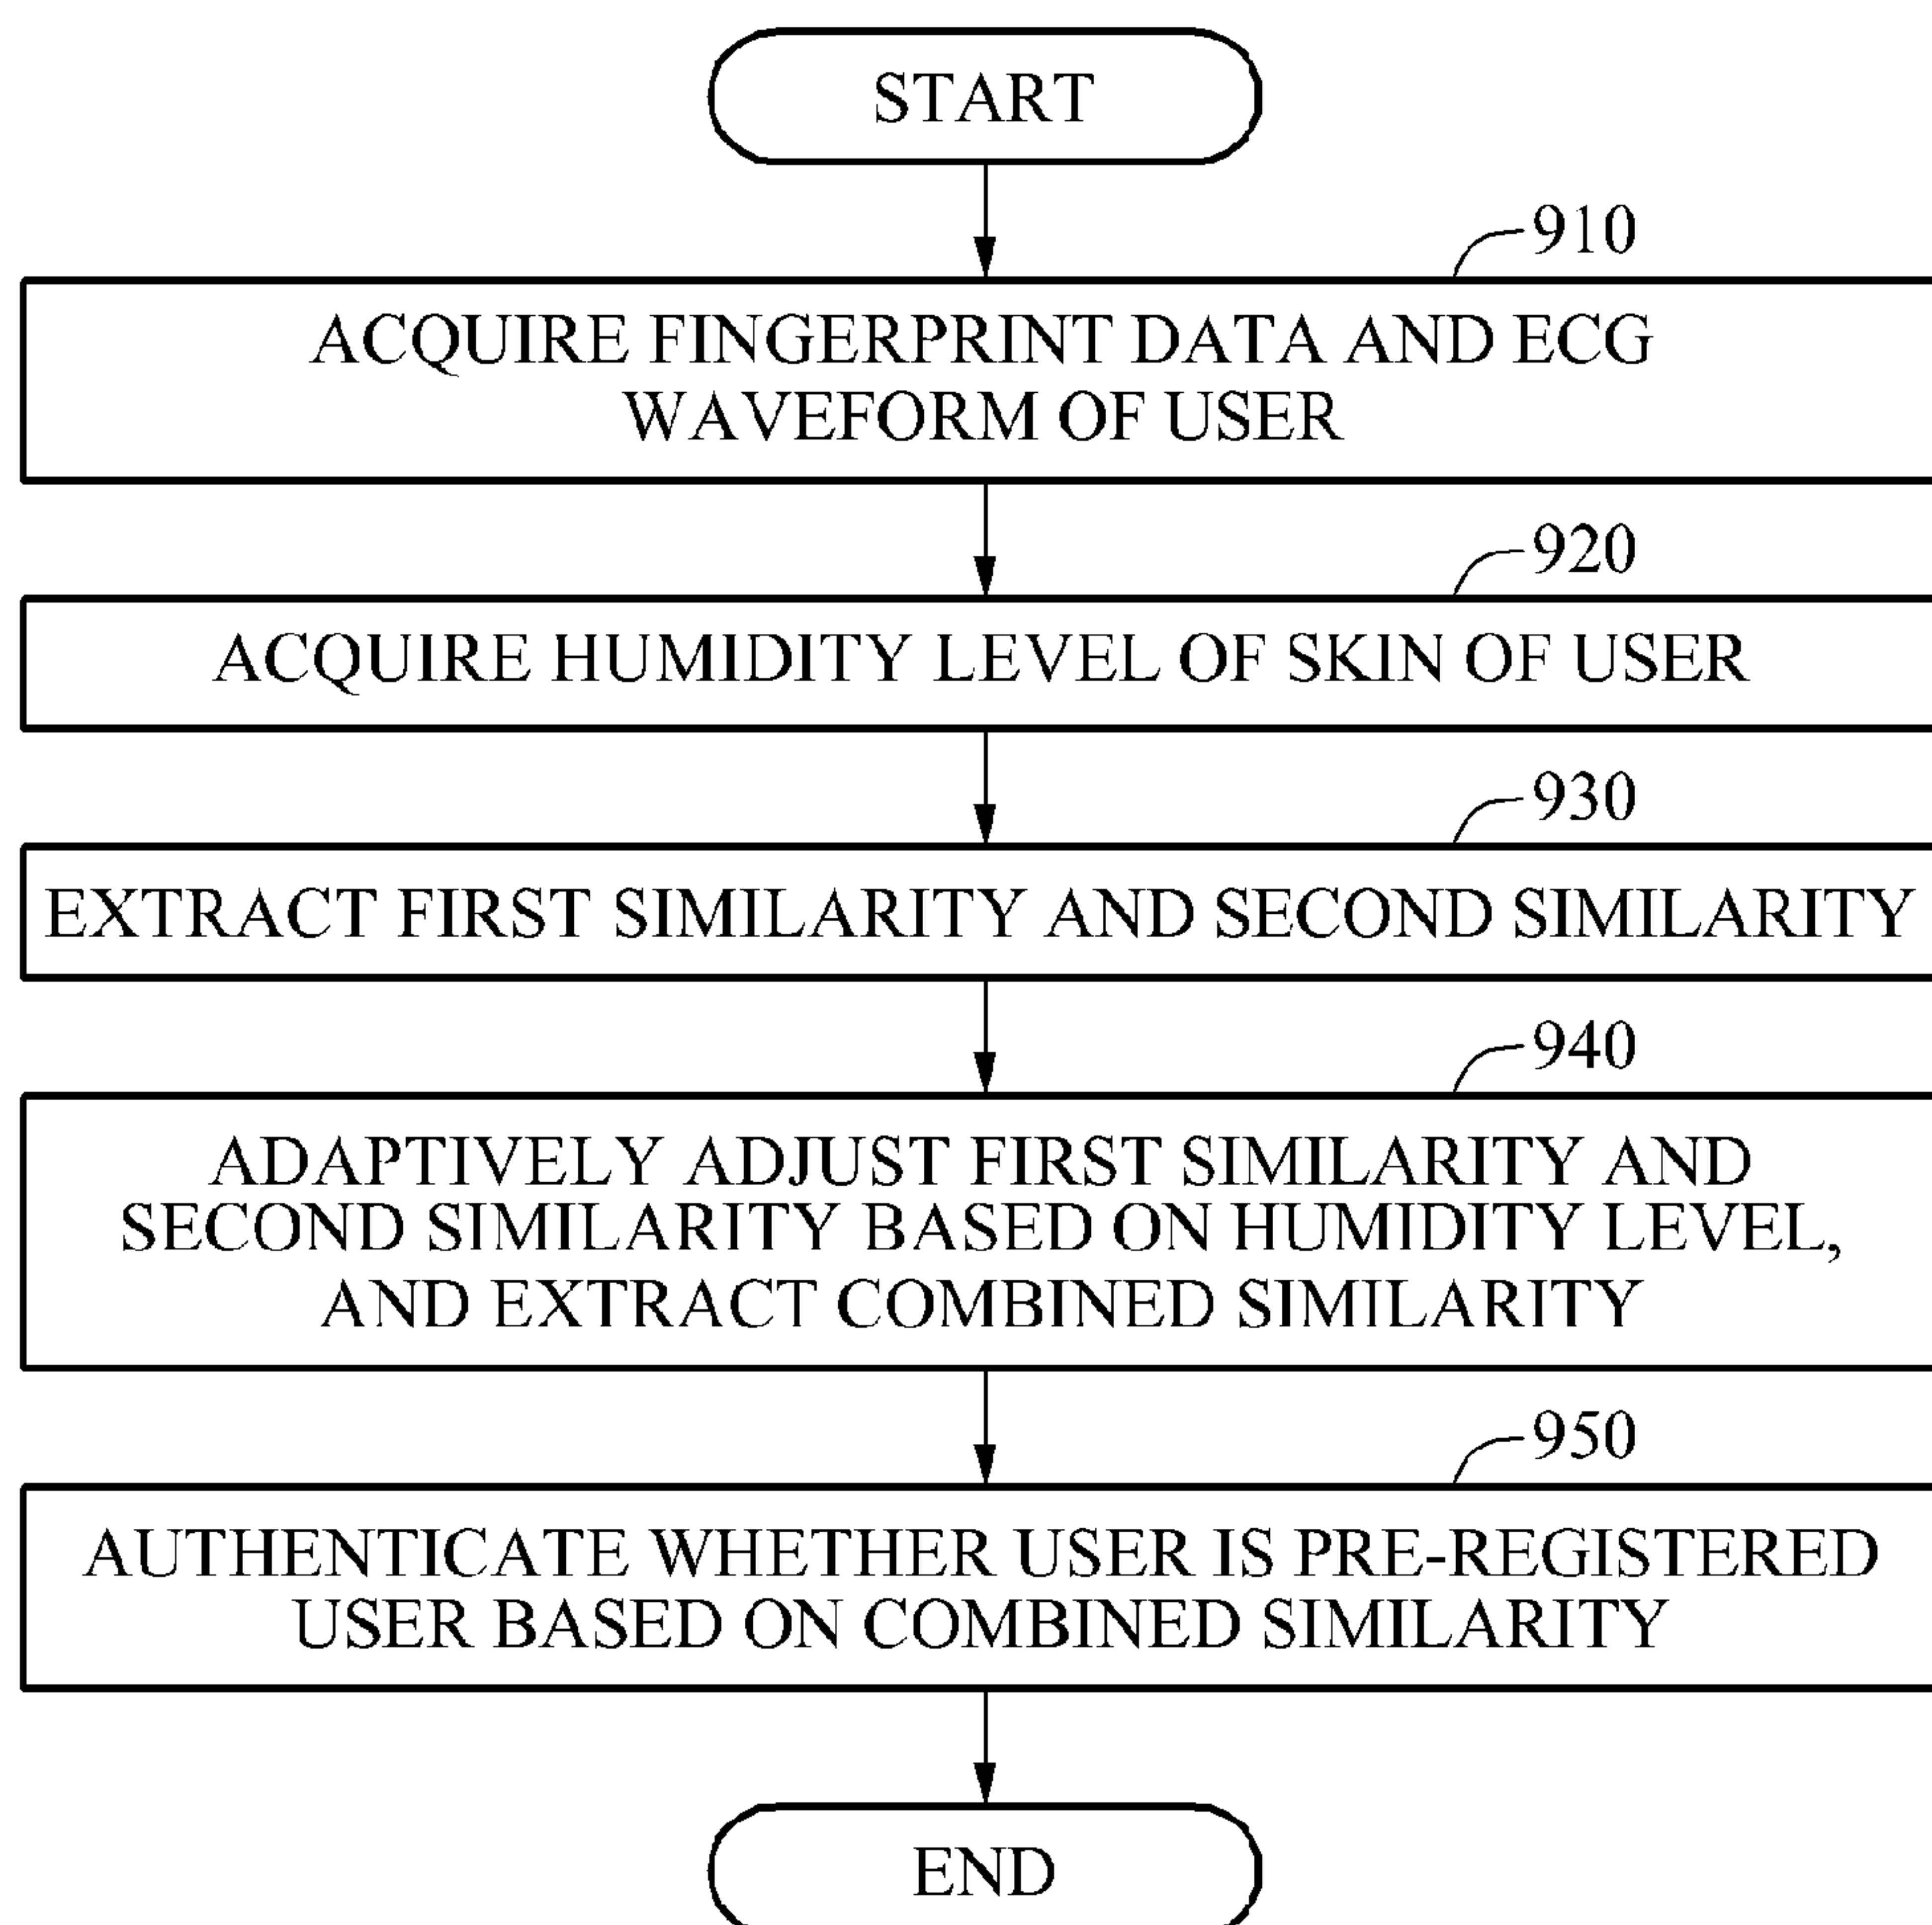 START
910
ACQUIRE FINGERPRINT DATA AND ECG
WAVEFORM OF USER
920
ACQUIRE HUMIDITY LEVEL OF SKIN OF USER
930
EXTRACT FIRST SIMILARITY AND SECOND SIMILARITY
940
ADAPTIVELY ADJUST FIRST SIMILARITY AND
SECOND SIMILARITY BASED ON HUMIDITY LEVEL,
AND EXTRACT COMBINED SIMILARITY
950
AUTHENTICATE WHETHER USER IS PRE-REGISTERED
USER BASED ON COMBINED SIMILARITY
END